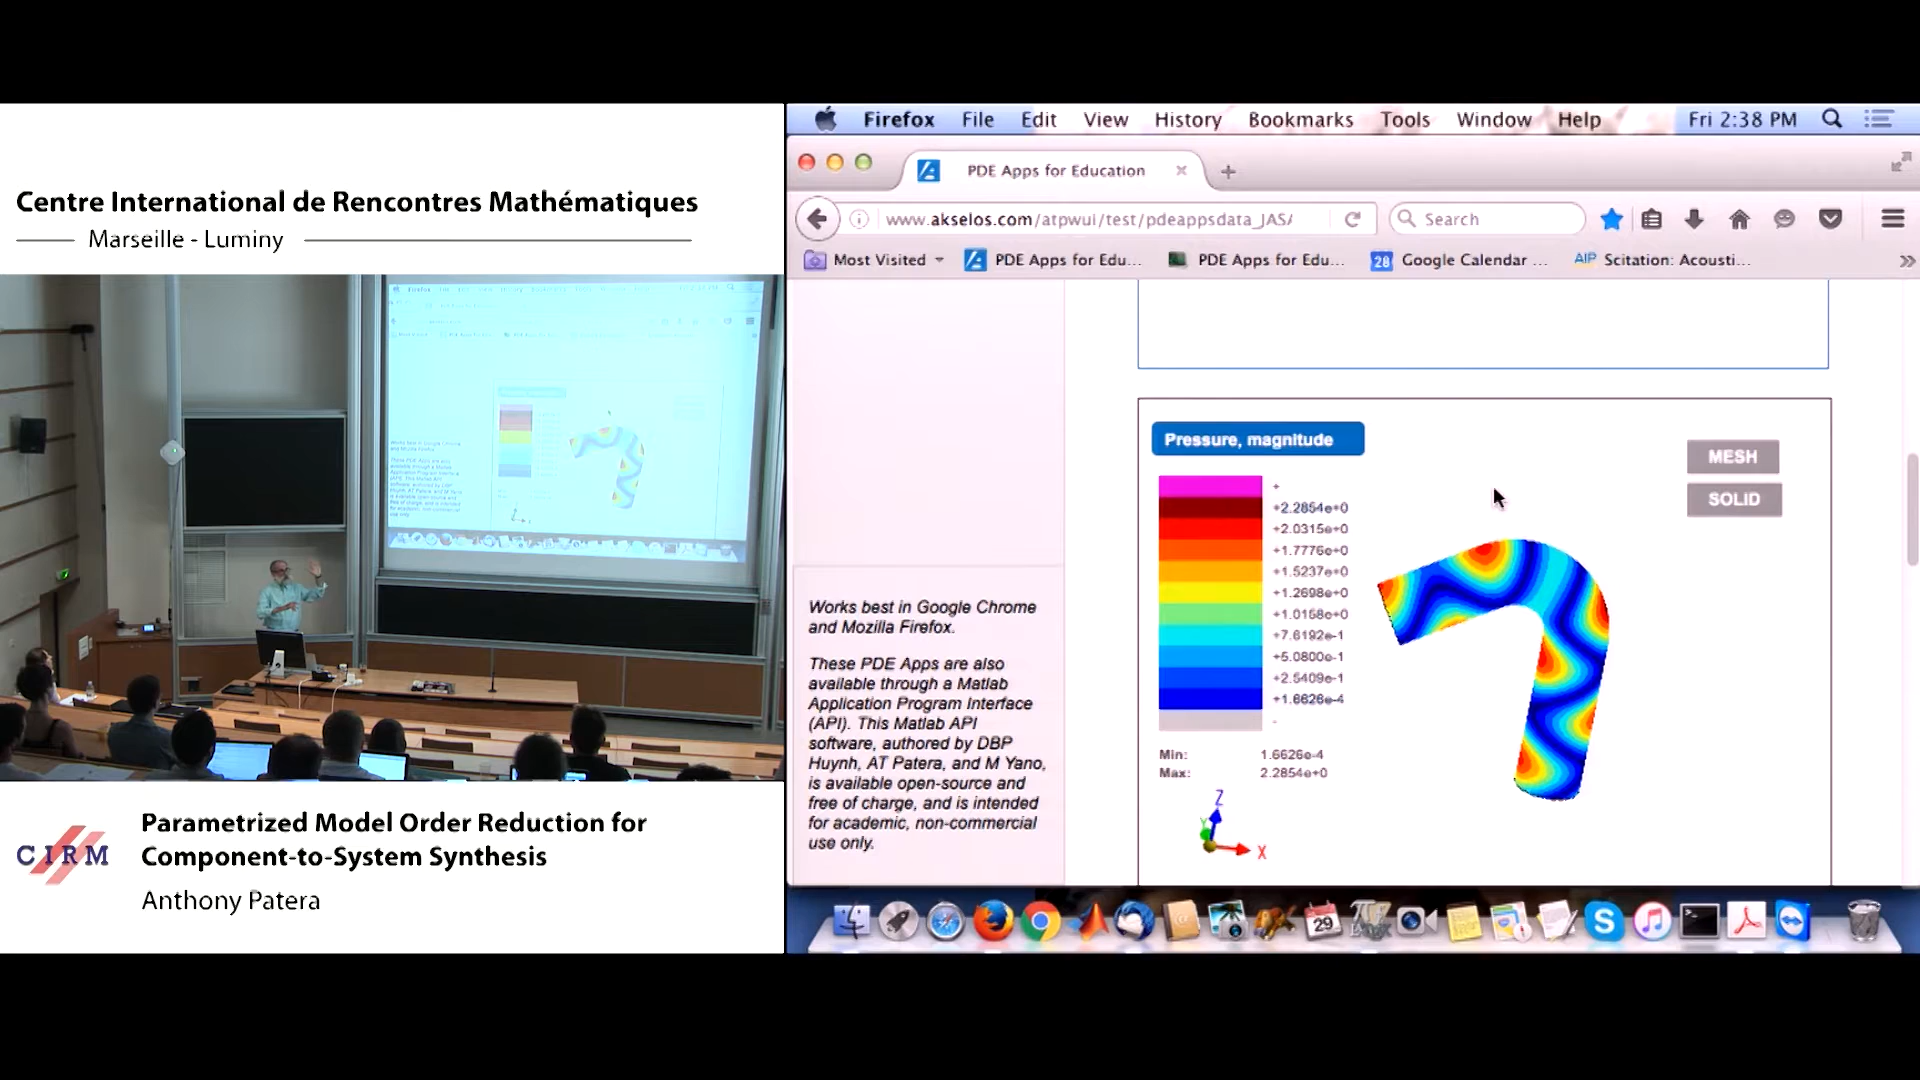 Centre International de Rencontres Mathématiques
Marseille - Luminy
CIRM
Parametrized Model Order Reduction for
Component-to-System Synthesis
Anthony Patera
Firefox File Edit View History Bookmarks Tools Window Help Fri 2:38 PM
PDE Apps for Education
www.akselos.com/atpwui/test/pdeappsdata_JASA
Search
Most Visited PDE Apps for Edu... PDE Apps for Edu... 28 Google Calendar ... AIP Scitation: Acousti...
Works best in Google Chrome
and Mozilla Firefox.
These PDE Apps are also
available through a Matlab
Application Program Interface
(API). This Matlab API
software, authored by DBP
Huynh, AT Patera, and M Yano,
is available open-source and
free of charge, and is intended
for academic, non-commercial
use only.
Pressure, magnitude
MESH
SOLID
+
+2.2854e+0
+2.0315e+0
+1.7776e+0
+1.5237e+0
+1.2698e+0
+1.0158e+0
+7.6192e-1
+5.0800e-1
+2.5409e-1
+1.6626e-4
-
Min: 1.6626e-4
Max: 2.2854e+0
Z
Y
X
29